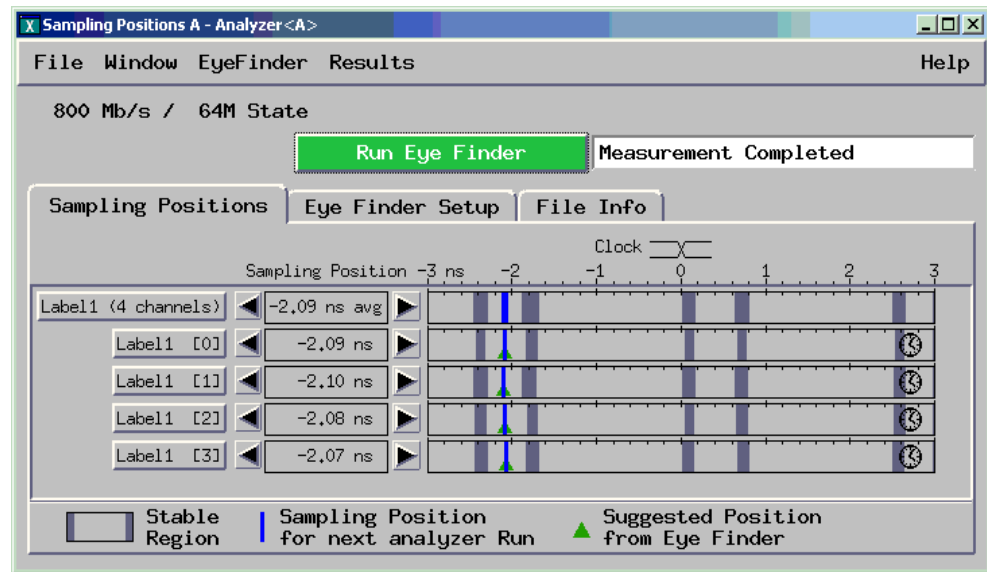 Sampling Positions A - Analyzer<A>
File Window EyeFinder Results Help
800 Mb/s / 64M State
Run Eye Finder Measurement Completed
Sampling Positions Eye Finder Setup File Info
Clock
Sampling Position -3 ns -2 -1 0 1 2 3
Label1 (4 channels) -2.09 ns avg
Label1 [0] -2.09 ns
Label1 [1] -2.10 ns
Label1 [2] -2.08 ns
Label1 [3] -2.07 ns
Stable Sampling Position Suggested Position
Region for next analyzer Run from Eye Finder